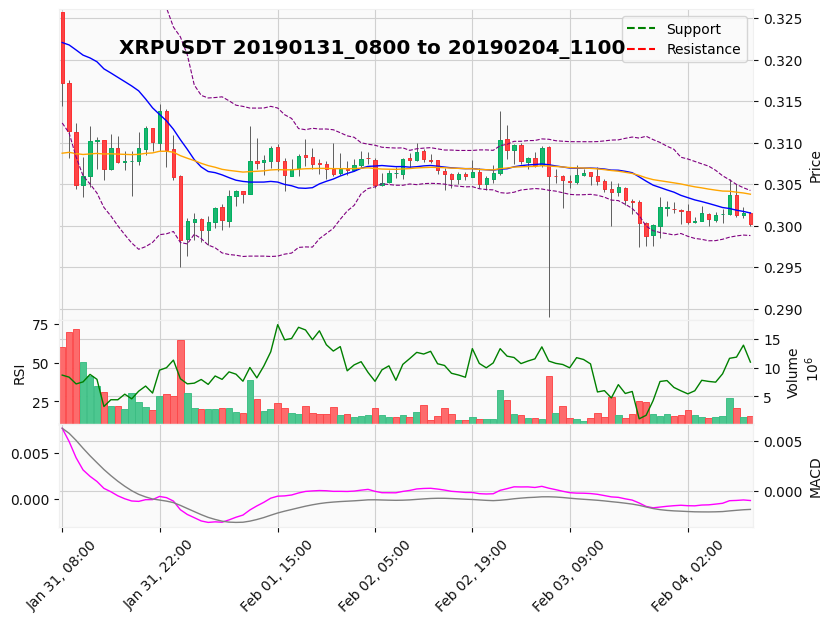 XRPUSDT 20190131_0800 to 20190204_1100
Support
Resistance
0.325
0.320
0.315
0.310
0.305
0.300
0.295
0.290
Price
75
50
25
RSI
15
10
5
Volume
10^6
0.005
0.000
0.005
0.000
MACD
Jan 31, 08:00
Jan 31, 22:00
Feb 01, 15:00
Feb 02, 05:00
Feb 02, 19:00
Feb 03, 09:00
Feb 04, 02:00